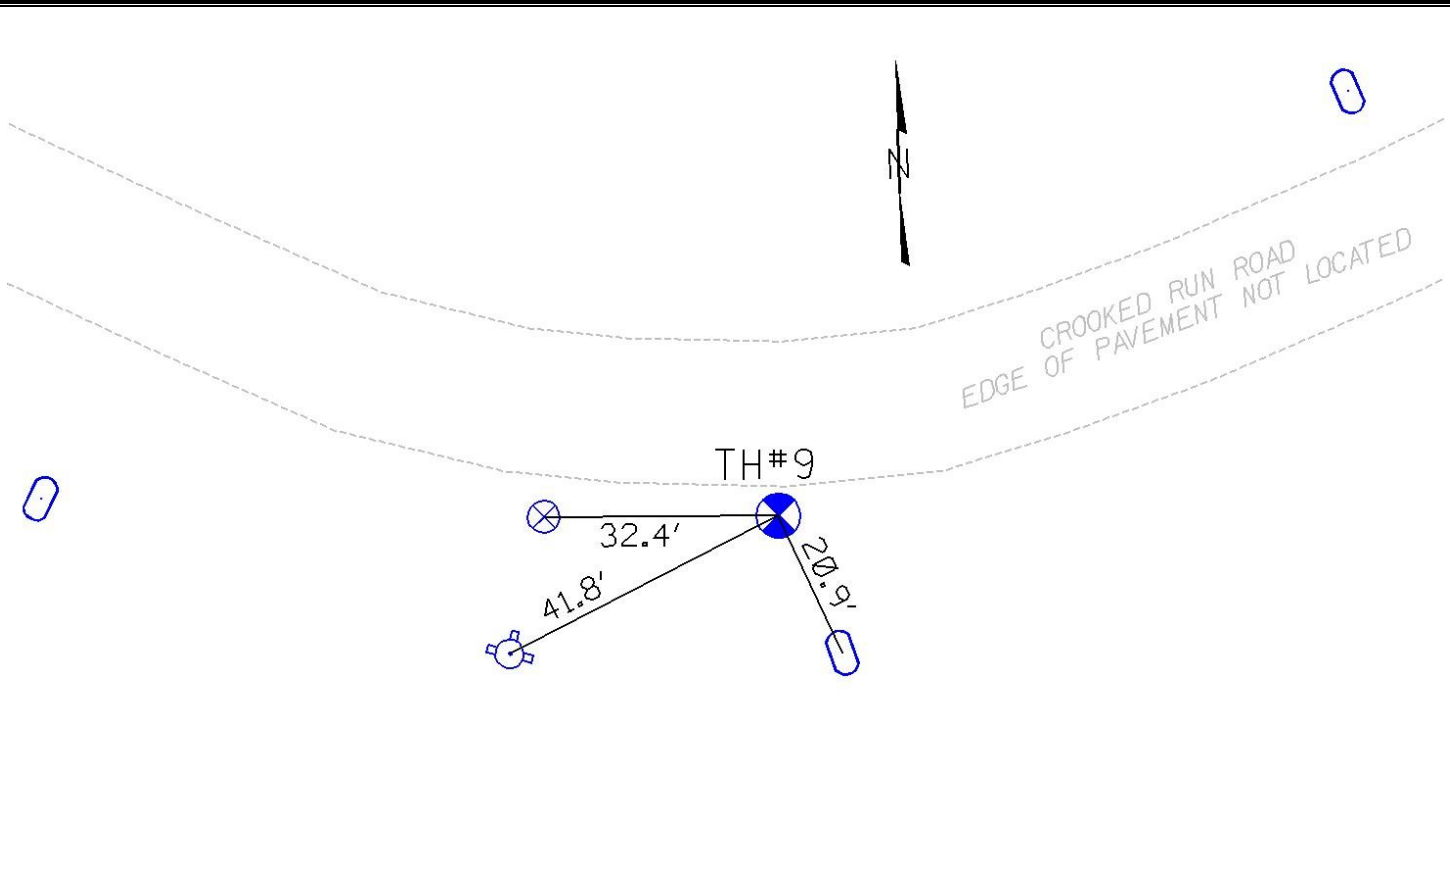 N
CROOKED RUN ROAD
EDGE OF PAVEMENT NOT LOCATED
TH#9
32.4'
41.8'
20.9'